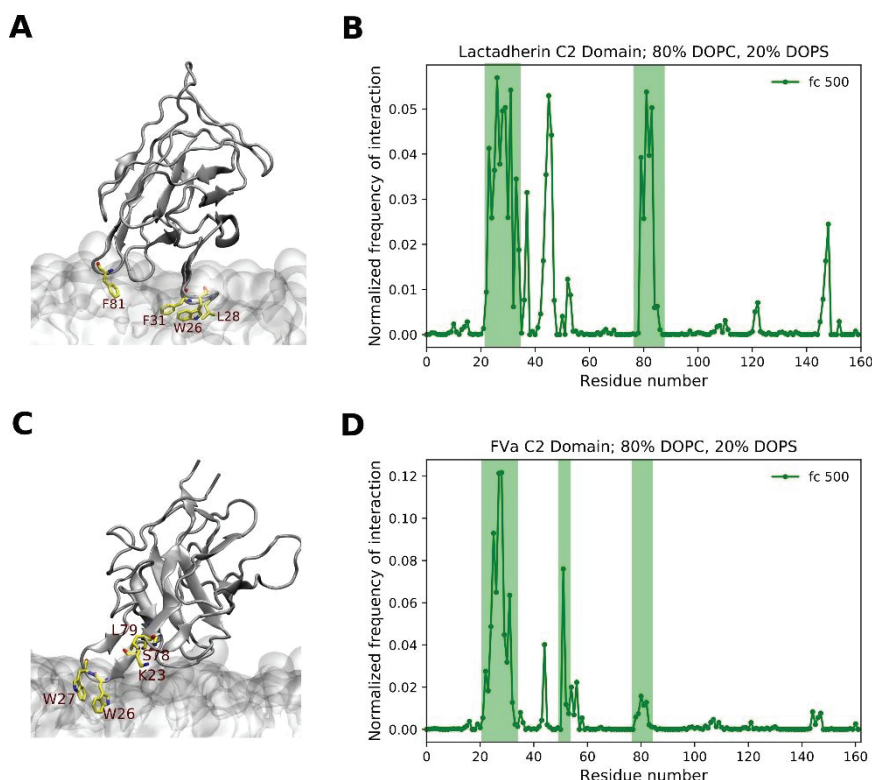 A
F81
F31
W26
L28
B
Lactadherin C2 Domain; 80% DOPC, 20% DOPS
fc 500
Normalized frequency of interaction
0.05
0.04
0.03
0.02
0.01
0.00
0 20 40 60 80 100 120 140 160
Residue number
C
L79
S78
K23
W27
W26
D
FVa C2 Domain; 80% DOPC, 20% DOPS
fc 500
Normalized frequency of interaction
0.12
0.10
0.08
0.06
0.04
0.02
0.00
0 20 40 60 80 100 120 140 160
Residue number